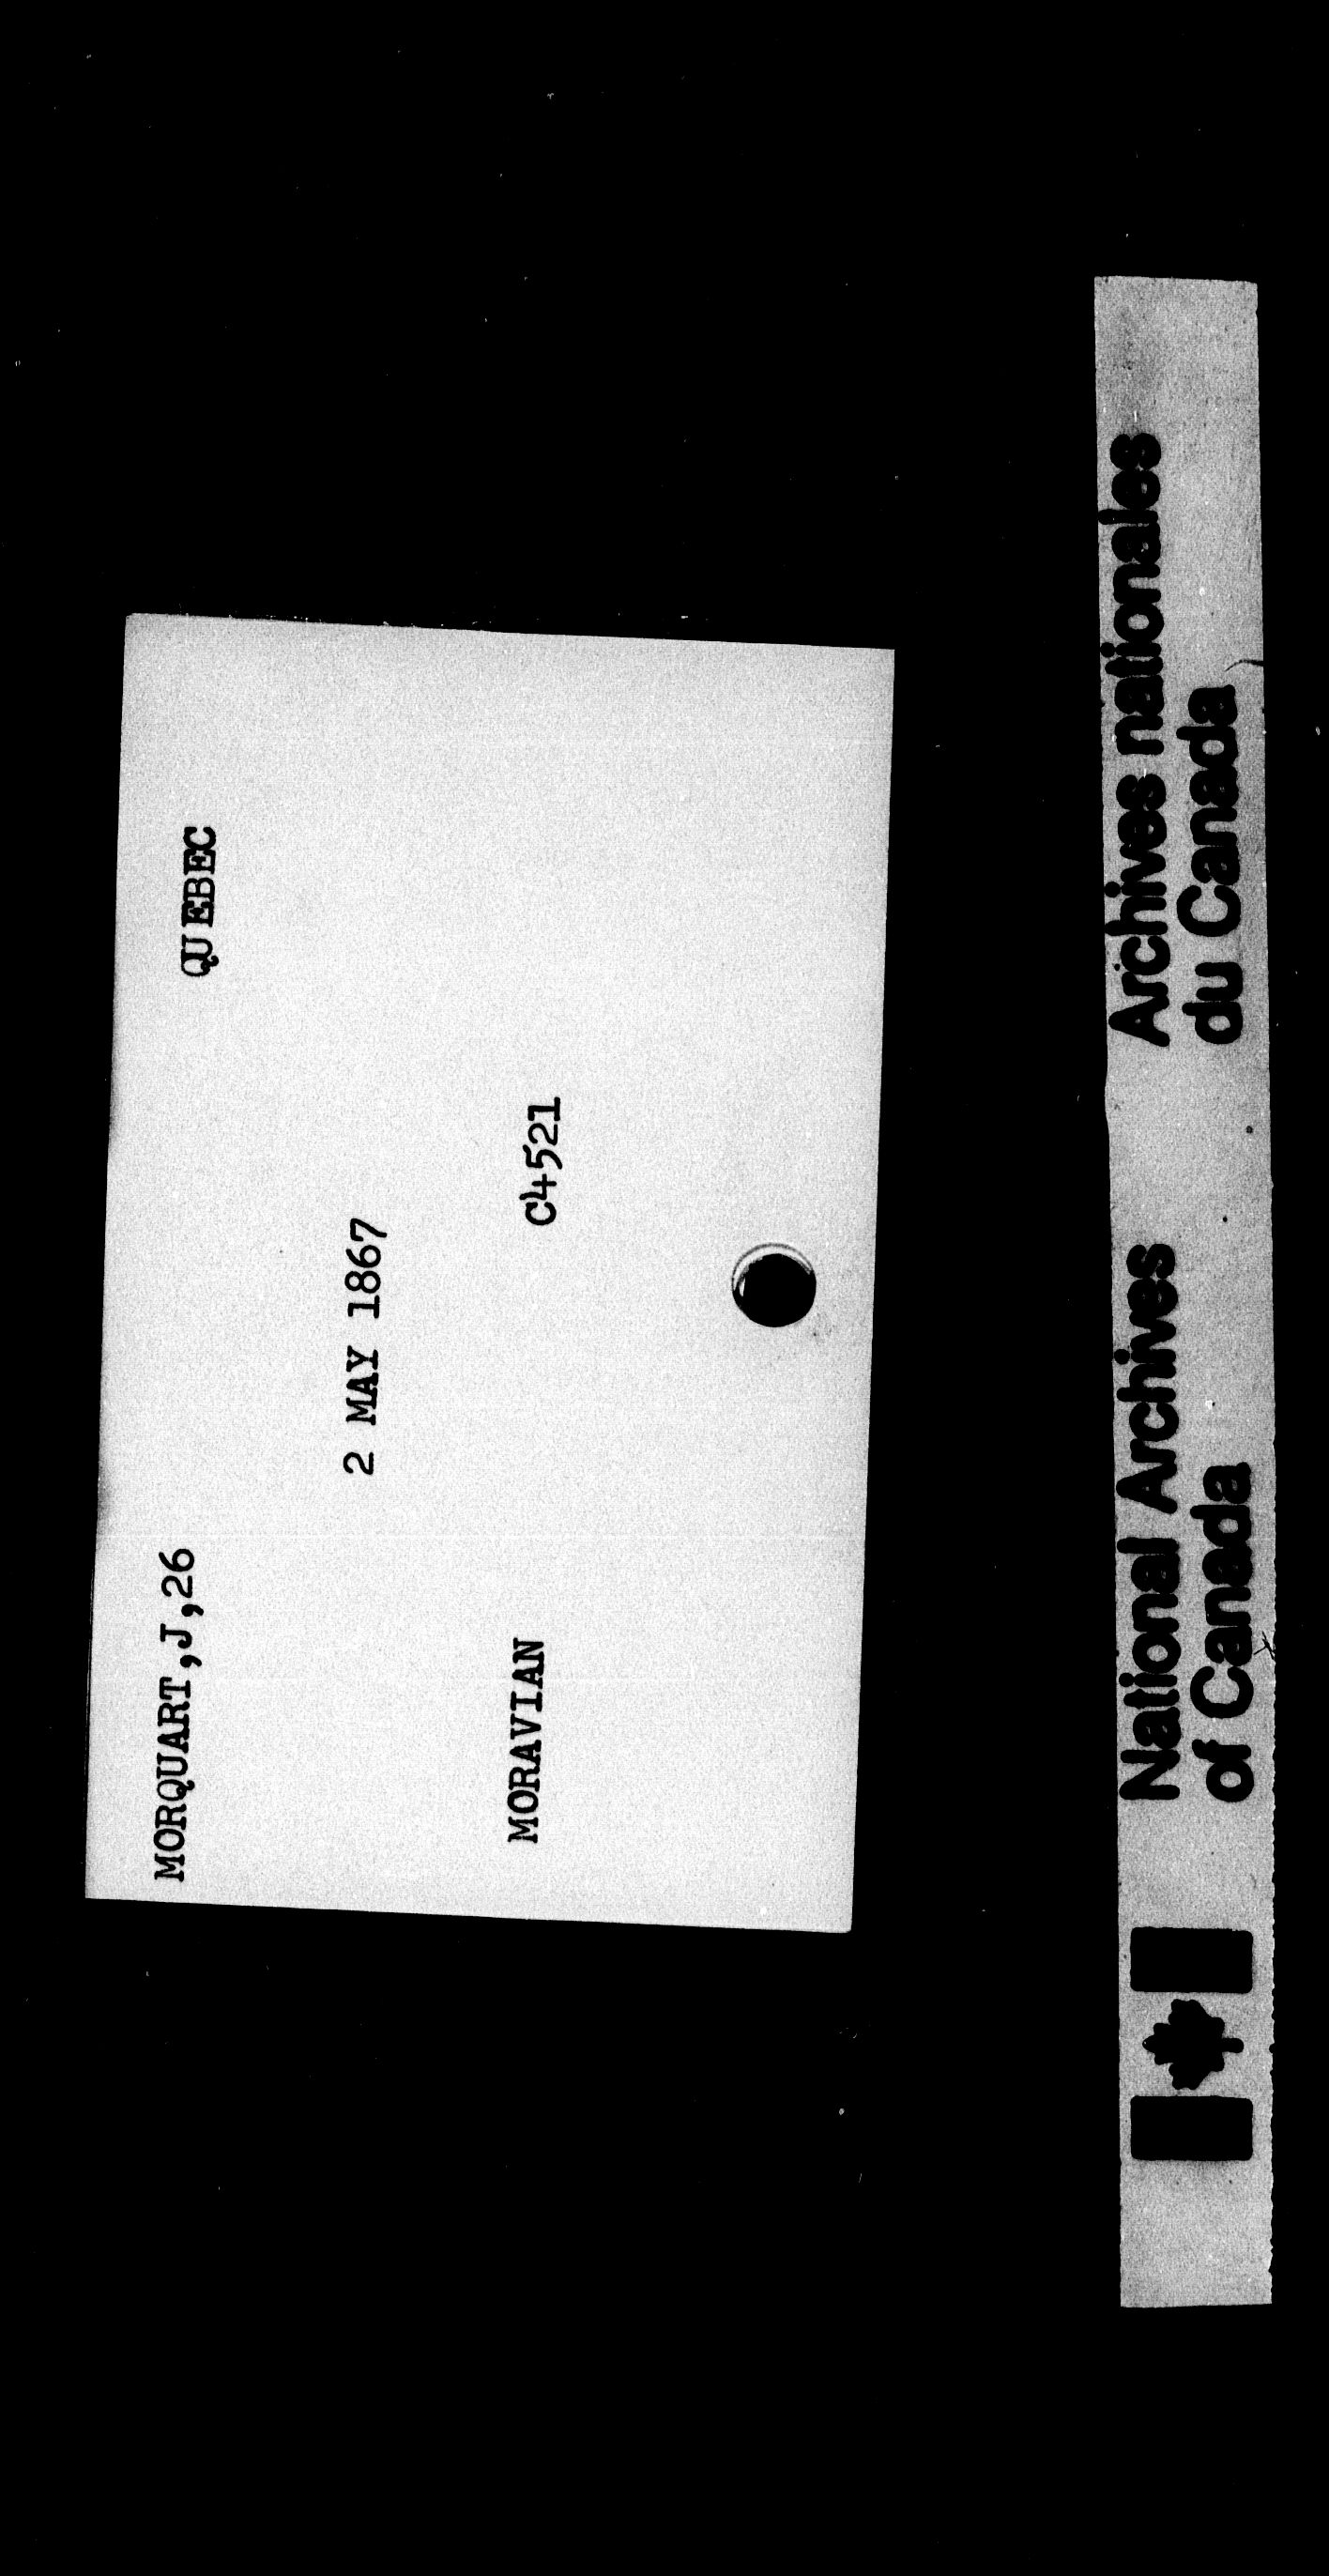 MORQUART,J,26 QUEBEC
2 MAY 1867
MORAVIAN C4521
National Archives
of Canada
Archives nationales
du Canada